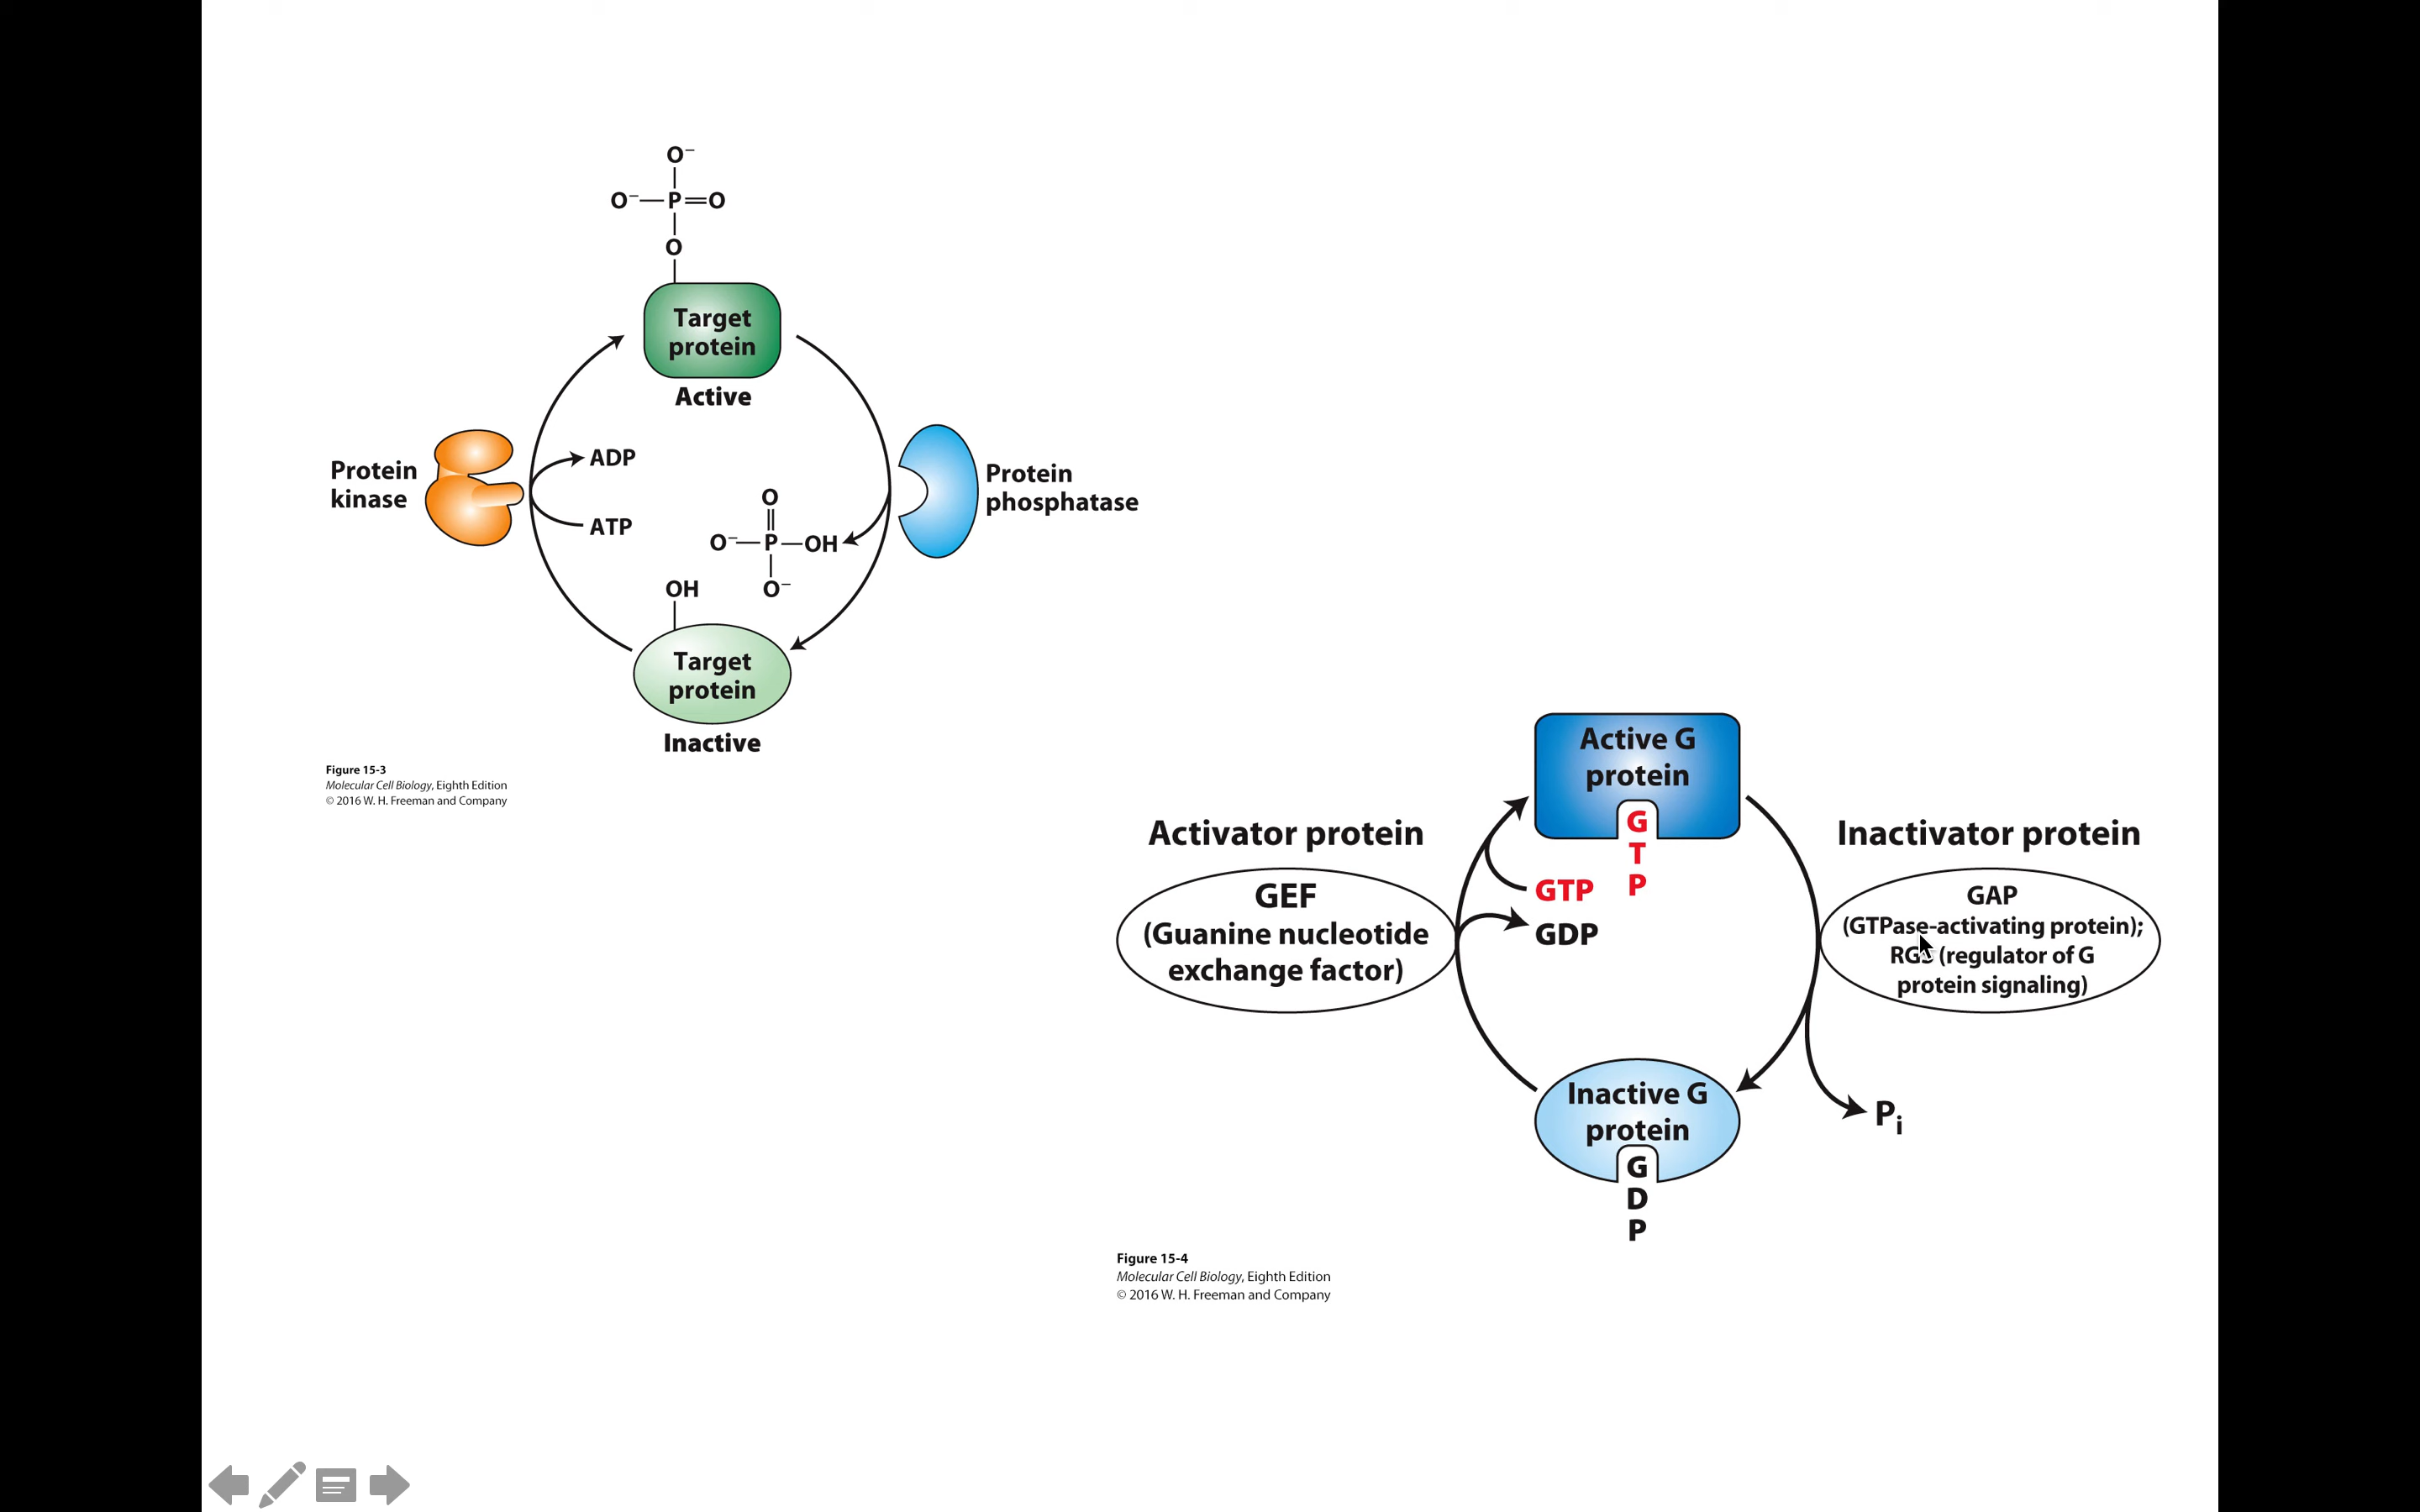 O⁻
O⁻—P=O
O
Target
protein
Active
Protein
kinase
ADP
ATP
O
O⁻—P—OH
O⁻
Protein
phosphatase
OH
Target
protein
Inactive
Figure 15-3
Molecular Cell Biology, Eighth Edition
© 2016 W. H. Freeman and Company
Active G
protein
G
T
P
Activator protein
GEF
(Guanine nucleotide
exchange factor)
GTP
GDP
Inactivator protein
GAP
(GTPase-activating protein);
RGS (regulator of G
protein signaling)
Inactive G
protein
G
D
P
Pi
Figure 15-4
Molecular Cell Biology, Eighth Edition
© 2016 W. H. Freeman and Company